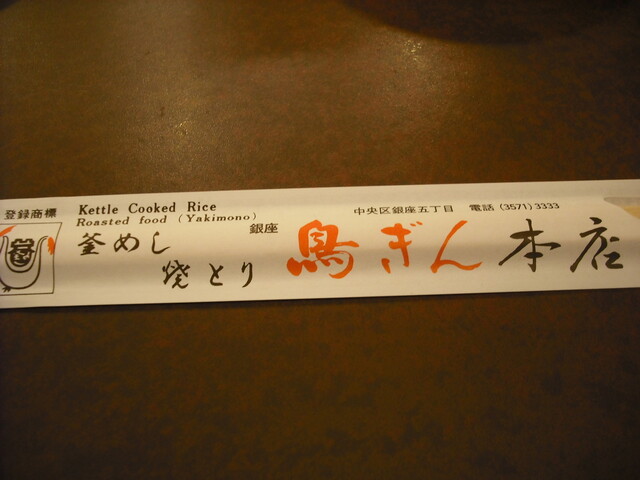 登録商標
Kettle Cooked Rice
Roasted food (Yakimono)
釜めし
焼とり
銀座
鳥ぎん本店
中央区銀座五丁目 電話 (3571) 3333